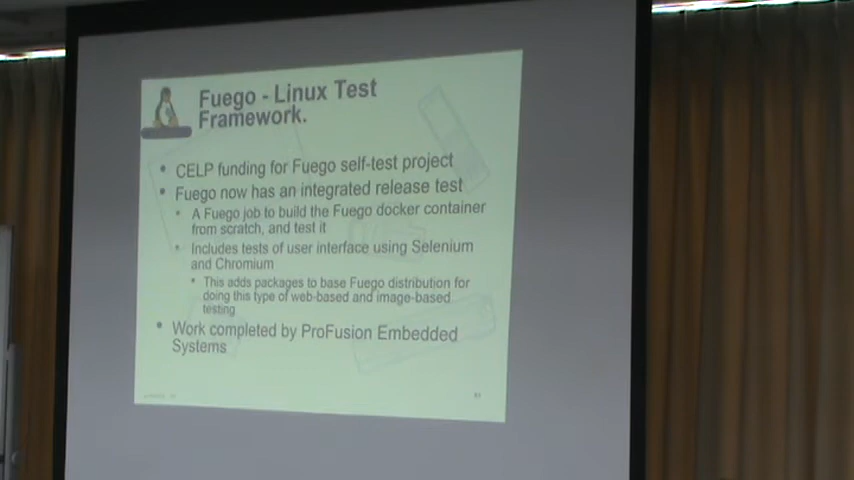 Fuego - Linux Test
Framework.
• CELP funding for Fuego self-test project
• Fuego now has an integrated release test
• A Fuego job to build the Fuego docker container
from scratch, and test it
• Includes tests of user interface using Selenium
and Chromium
• This adds packages to base Fuego distribution for
doing this type of web-based and image-based
testing
• Work completed by ProFusion Embedded
Systems